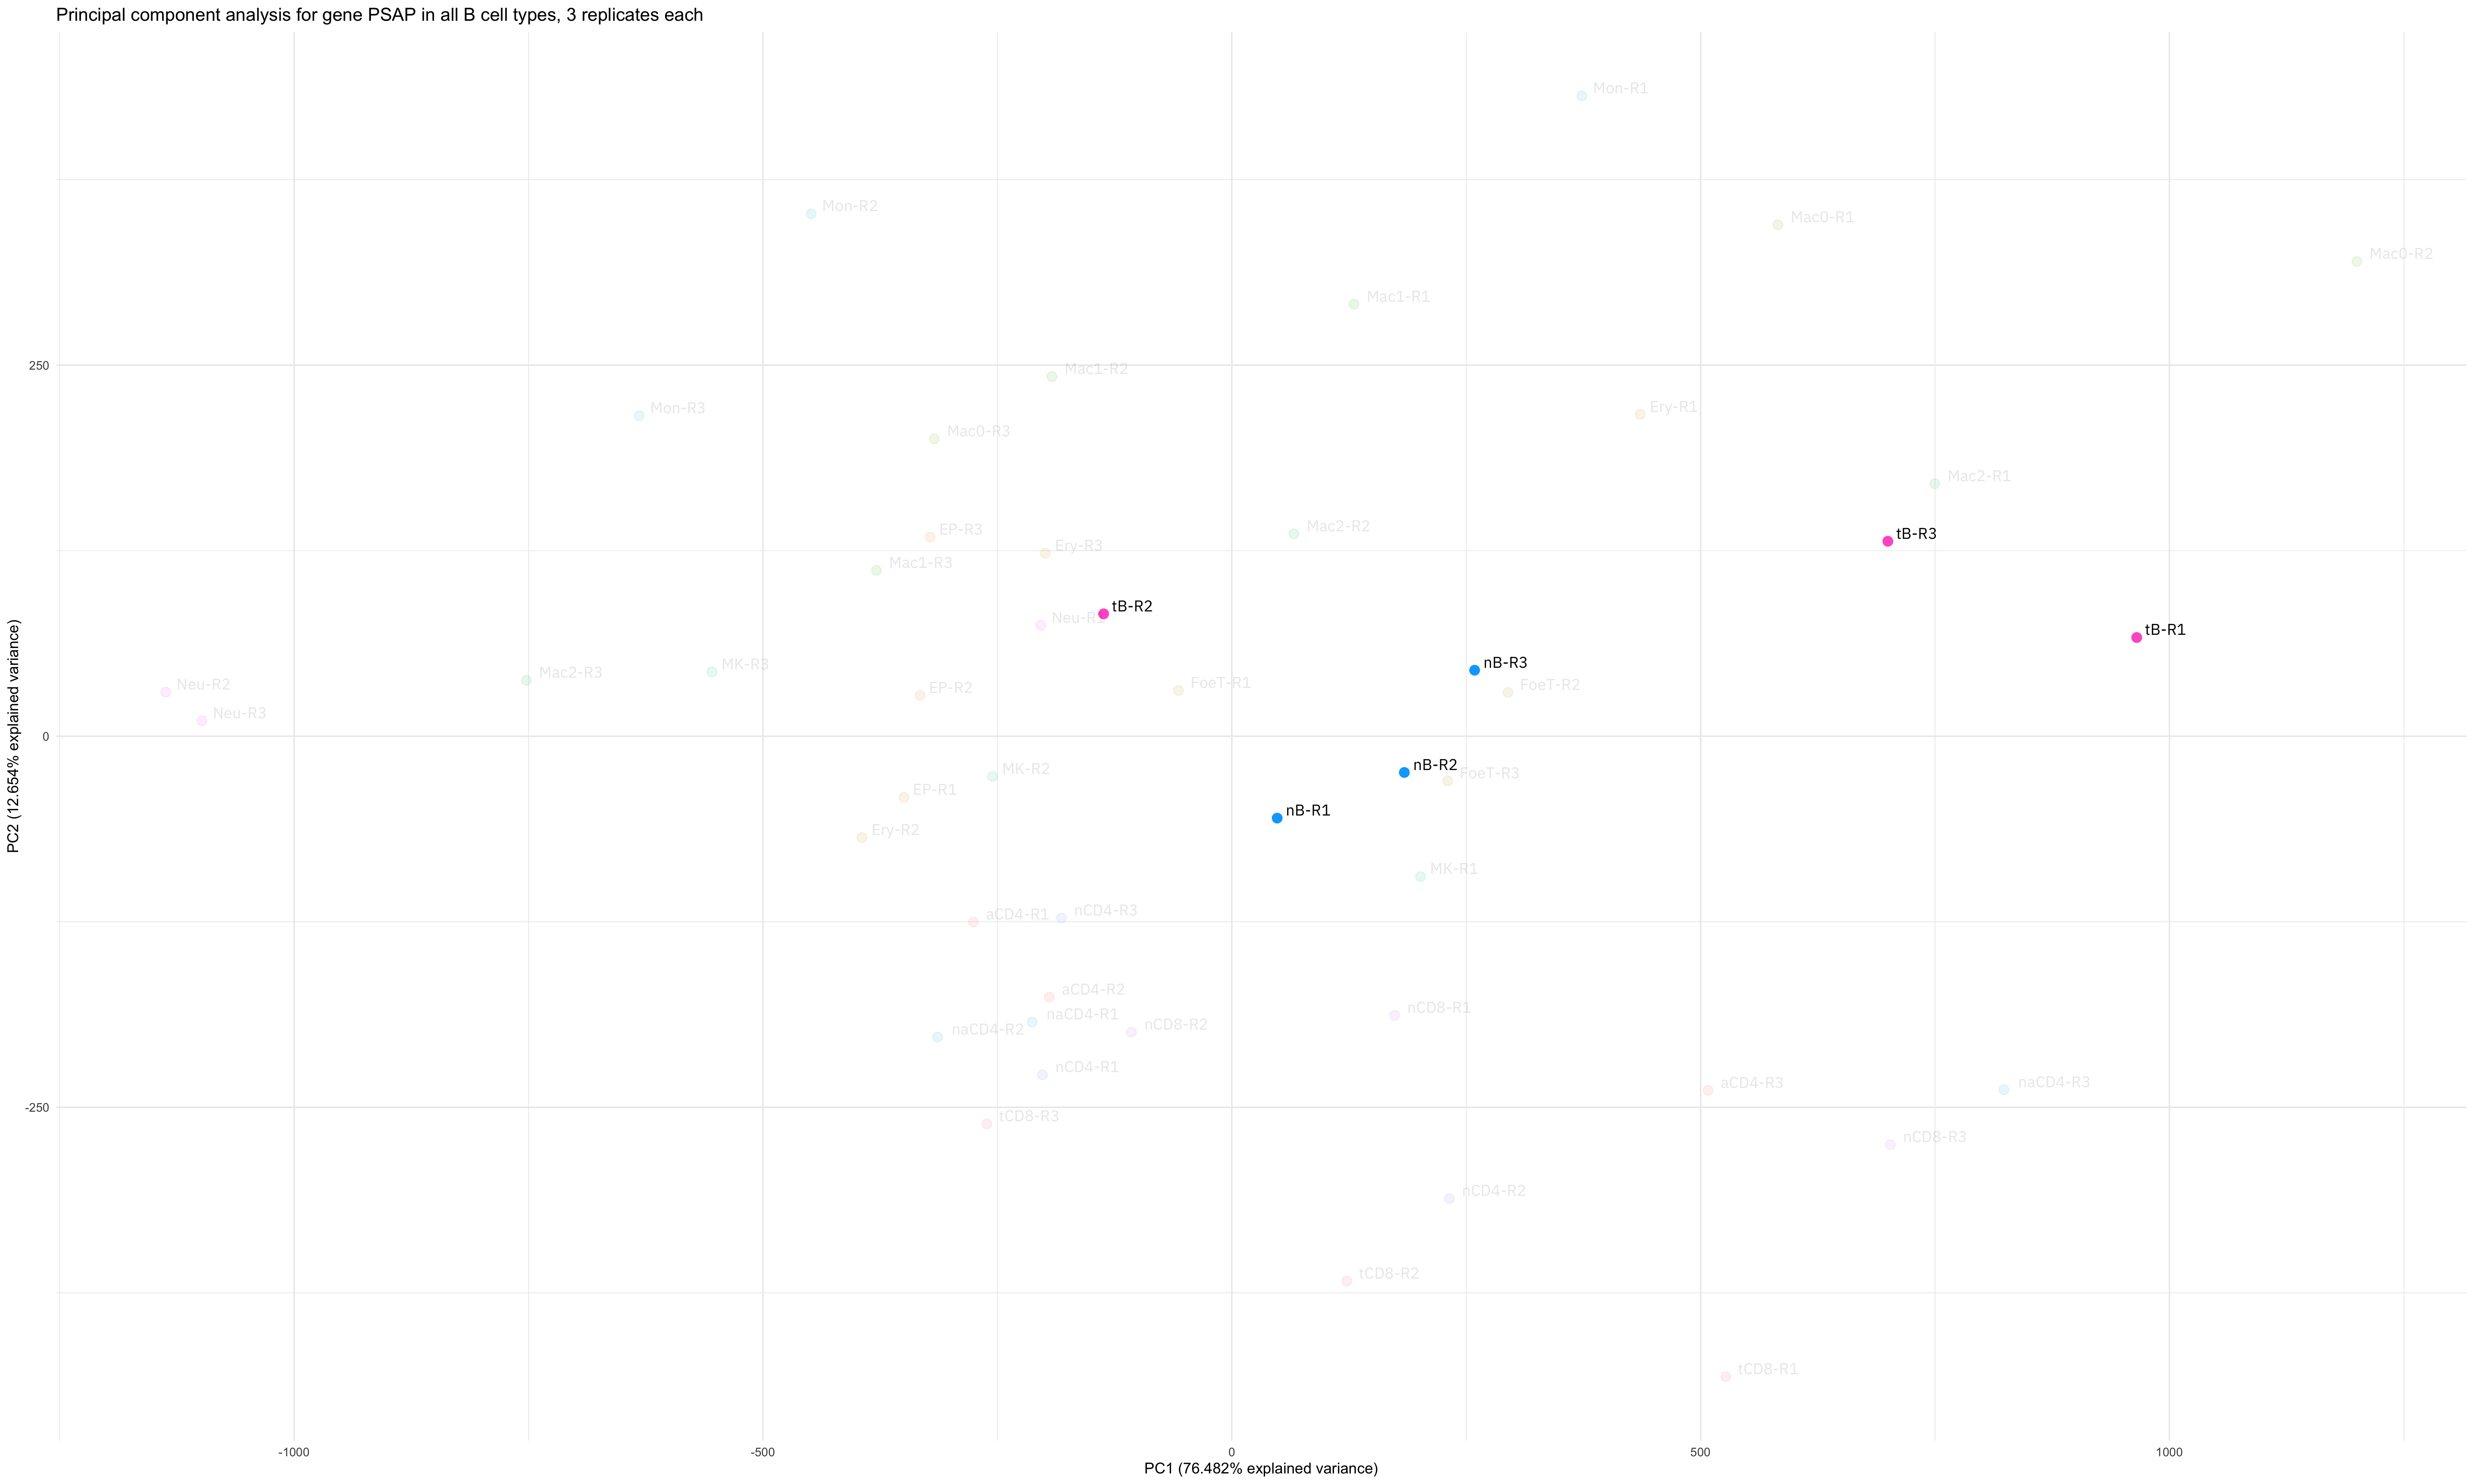 Principal component analysis for gene PSAP in all B cell types, 3 replicates each
Mon-R1
Mon-R2
Mac0-R1
Mac0-R2
Mac1-R1
250
Mac1-R2
Mon-R3
Ery-R1
Mac0-R3
Mac2-R1
EP-R3
Mac2-R2
tB-R3
Ery-R3
Mac1-R3
tB-R2
Neu-R1
tB-R1
nB-R3
MK-R3
Mac2-R3
Neu-R2
EP-R2
FoeT-R1
FoeT-R2
Neu-R3
0
nB-R2
MK-R2
FoeT-R3
EP-R1
nB-R1
Ery-R2
MK-R1
aCD4-R1
nCD4-R3
aCD4-R2
nCD8-R1
naCD4-R1
naCD4-R2
nCD8-R2
nCD4-R1
aCD4-R3
naCD4-R3
-250
tCD8-R3
nCD8-R3
nCD4-R2
tCD8-R2
tCD8-R1
-1000
-500
0
500
1000
PC1 (76.482% explained variance)
PC2 (12.654% explained variance)